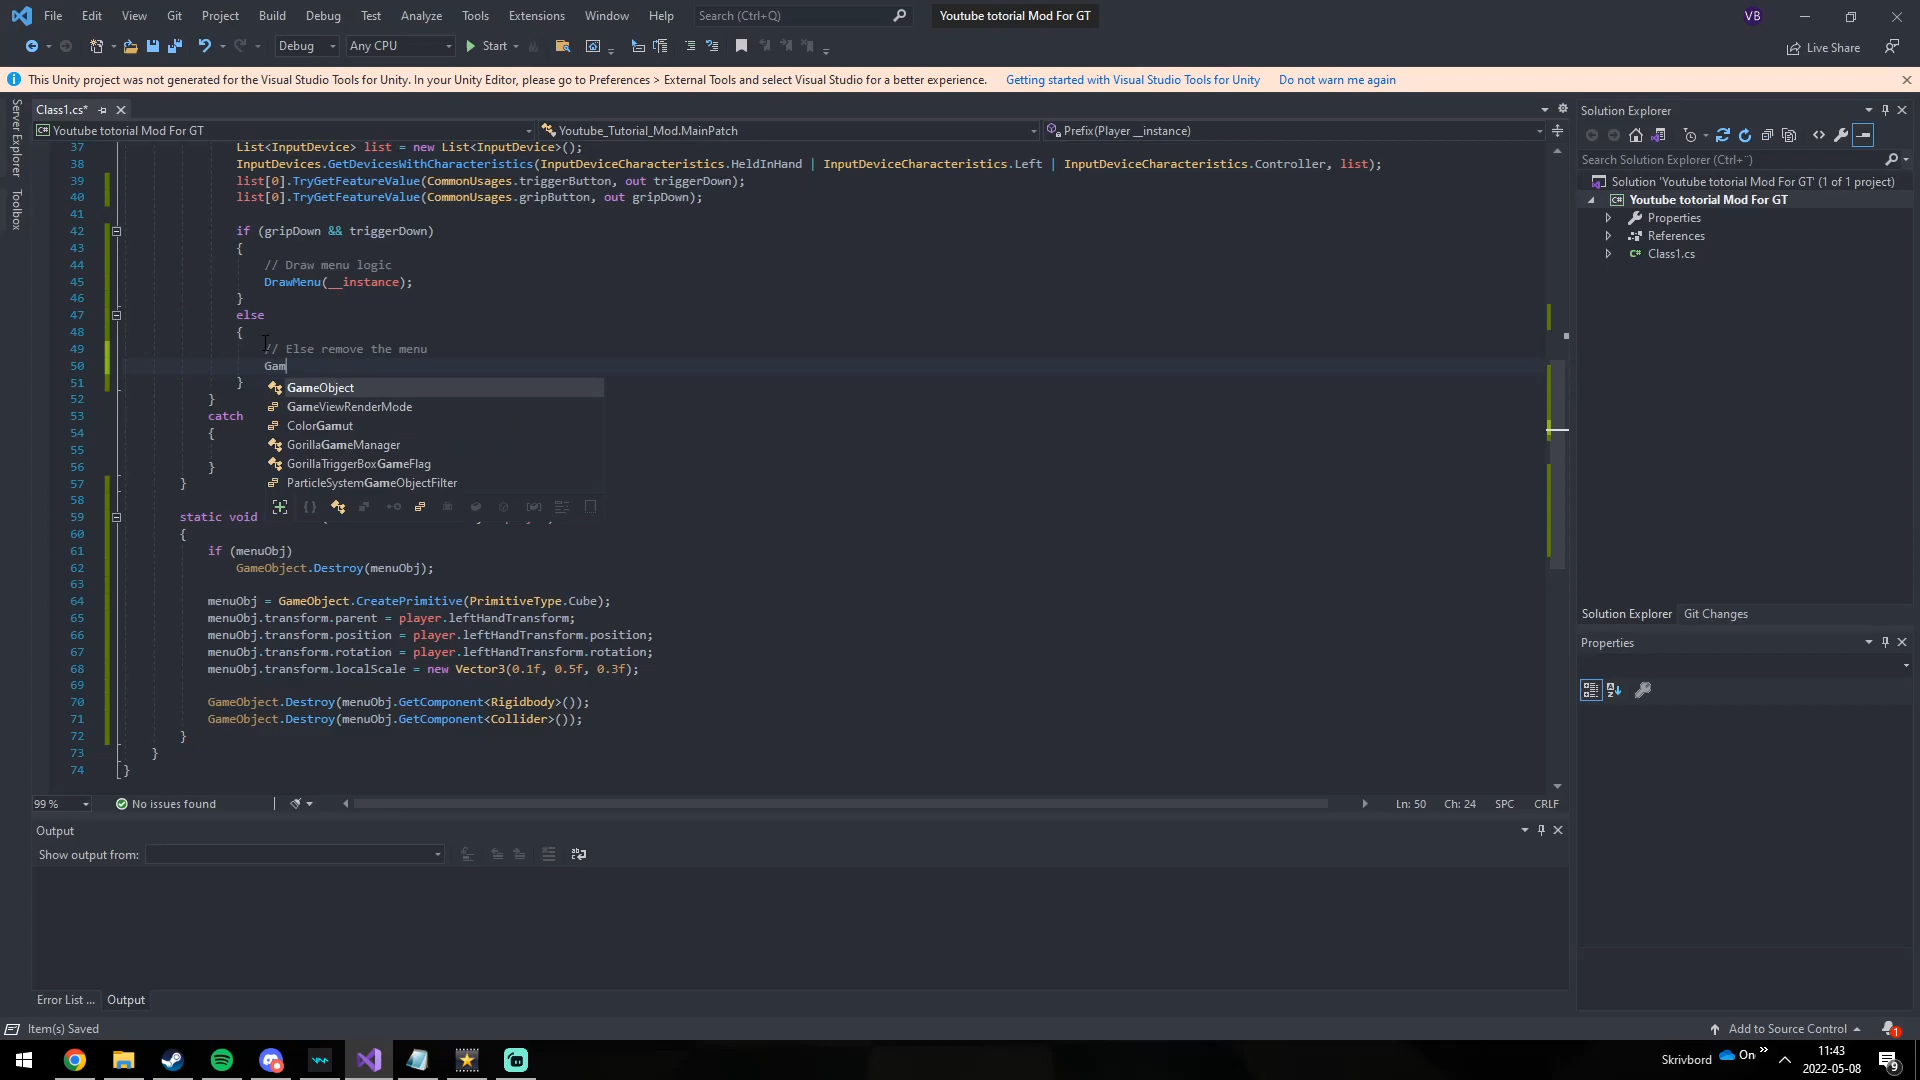 File Edit View Git Project Build Debug Test Analyze Tools Extensions Window Help Search (Ctrl+Q) Youtube totorial Mod For GT VB
Debug Any CPU Start Live Share
This Unity project was not generated for the Visual Studio Tools for Unity. In your Unity Editor, please go to Preferences > External Tools and select Visual Studio for a better experience. Getting started with Visual Studio Tools for Unity Do not warn me again
Server Explorer
Toolbox
Class1.cs*
Youtube totorial Mod For GT Youtube_Tutorial_Mod.MainPatch Prefix(Player __instance)
37 List<InputDevice> list = new List<InputDevice>();
38 InputDevices.GetDevicesWithCharacteristics(InputDeviceCharacteristics.HeldInHand | InputDeviceCharacteristics.Left | InputDeviceCharacteristics.Controller, list);
39 list[0].TryGetFeatureValue(CommonUsages.triggerButton, out triggerDown);
40 list[0].TryGetFeatureValue(CommonUsages.gripButton, out gripDown);
41
42 if (gripDown && triggerDown)
43 {
44 // Draw menu logic
45 DrawMenu(__instance);
46 }
47 else
48 {
49 // Else remove the menu
50 Gam
51 }
52 }
53 catch
54 {
55
56 }
57 }
58
59 static void
60 {
61 if (menuObj)
62 GameObject.Destroy(menuObj);
63
64 menuObj = GameObject.CreatePrimitive(PrimitiveType.Cube);
65 menuObj.transform.parent = player.leftHandTransform;
66 menuObj.transform.position = player.leftHandTransform.position;
67 menuObj.transform.rotation = player.leftHandTransform.rotation;
68 menuObj.transform.localScale = new Vector3(0.1f, 0.5f, 0.3f);
69
70 GameObject.Destroy(menuObj.GetComponent<Rigidbody>());
71 GameObject.Destroy(menuObj.GetComponent<Collider>());
72 }
73 }
74 }
GameObject
GameViewRenderMode
ColorGamut
GorillaGameManager
GorillaTriggerBoxGameFlag
ParticleSystemGameObjectFilter
99 % No issues found Ln: 50 Ch: 24 SPC CRLF
Output
Show output from:
Error List ... Output
Solution Explorer
Search Solution Explorer (Ctrl+¨)
Solution 'Youtube totorial Mod For GT' (1 of 1 project)
Youtube totorial Mod For GT
Properties
References
C# Class1.cs
Solution Explorer Git Changes
Properties
Item(s) Saved Add to Source Control 1
Skrivbord On 11:43
2022-05-08 9